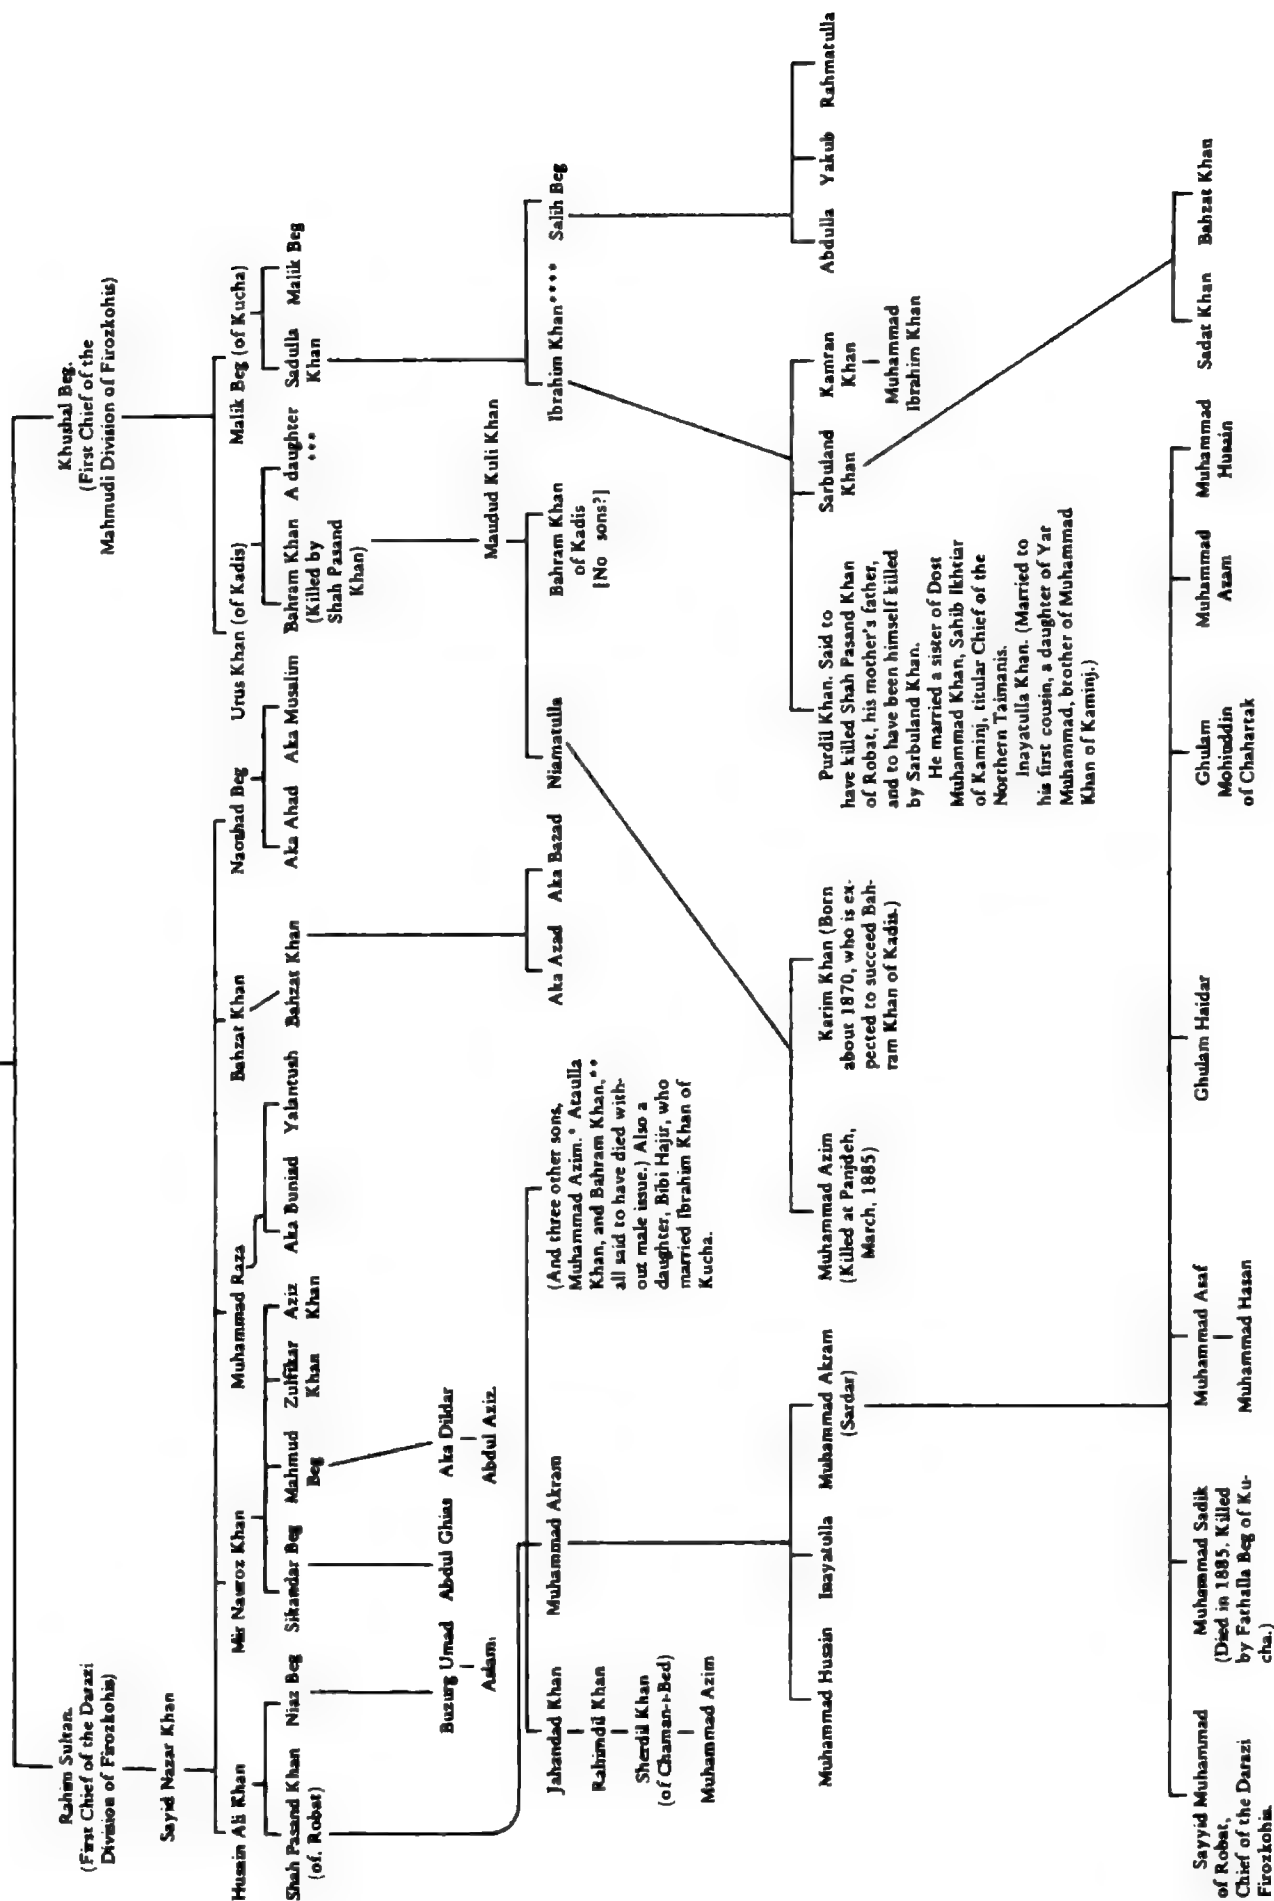 Rahim Sultan.
(First Chief of the Darazi
Division of Firozkohis)
Khushal Beg.
(First Chief of the
Mahmudi Division of Firozkohis)
Sayid Nazar Khan
Husain Ali Khan
Mir Nauroz Khan
Muhammad Raza
Bahzat Khan
Naoshad Beg
Urus Khan (of Kadis)
Malik Beg (of Kucha)
Shah Pasand Khan
(of. Robat)
Niaz Beg
Sikandar Beg
Mahmud
Beg
Zulfikar
Khan
Aziz
Khan
Aka Buniad
Yalantush
Bahzat Khan
Aka Ahad
Aka Musalim
Bahram Khan
(Killed by
Shah Pasand
Khan)
A daughter
***
Sadulla
Khan
Malik Beg
Buzurg Umad
Aslam
Abdul Ghias
Aka Dildar
Abdul Aziz.
Maudud Kuli Khan
Jahandad Khan
Rahimdil Khan
Sherdil Khan
(of Chaman-i-Bed)
Muhammad Azim
Muhammad Akram
(And three other sons,
Muhammad Azim.* Ataulla
Khan, and Bahram Khan,**
all said to have died with-
out male issue.) Also a
daughter, Bibi Hajir, who
married Ibrahim Khan of
Kucha.
Aka Azad
Aka Bazad
Niamatulla
Bahram Khan
of Kadis
[No sons?]
Ibrahim Khan****
Salih Beg
Muhammad Husain
Inayatulla
Muhammad Akram
(Sardar)
Muhammad Azim
(Killed at Panjdeh,
March, 1885)
Karim Khan (Born
about 1870, who is ex-
pected to succeed Bah-
ram Khan of Kadis.)
Purdil Khan. Said to
have killed Shah Pasand Khan
of Robat, his mother's father,
and to have been himself killed
by Sarbuland Khan.
He married a sister of Dost
Muhammad Khan, Sahib Ikhtiar
of Kaminj, titular Chief of the
Northern Taimanis.
Inayatulla Khan. (Married to
his first cousin, a daughter of Yar
Muhammad, brother of Muhammad
Khan of Kaminj.)
Sarbuland
Khan
Kamran
Khan
Muhammad
Ibrahim Khan
Abdulla
Yakub
Rahmatulla
Sayyid Muhammad
of Robat,
Chief of the Darazi
Firozkohis.
Muhammad Sadik
(Died in 1885. Killed
by Fathalla Beg of Ku-
cha.)
Muhammad Asaf
Muhammad Hasan
Ghulam Haidar
Ghulam
Mohiuddin
of Chahartak
Muhammad
Azam
Muhammad
Husain
Sadat Khan
Bahzat Khan